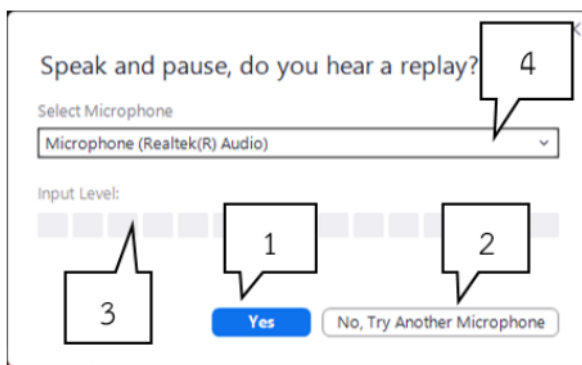 Speak and pause, do you hear a replay?
4
Select Microphone
Microphone (Realtek(R) Audio)
Input Level:
1
2
3
Yes
No, Try Another Microphone